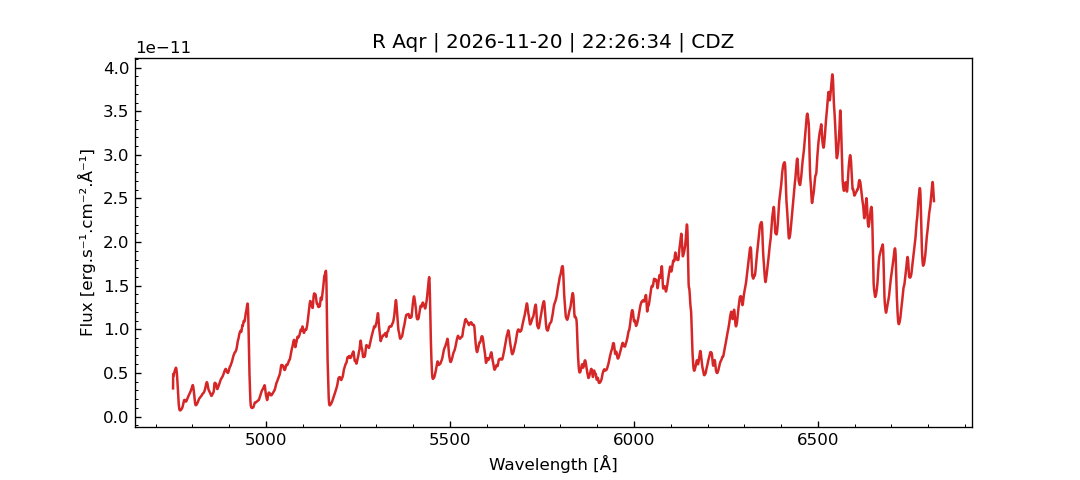 R Aqr | 2026-11-20 | 22:26:34 | CDZ
1e−11
4.0
3.5
3.0
2.5
2.0
1.5
1.0
0.5
0.0
Flux [erg.s⁻¹.cm⁻².Å⁻¹]
5000 5500 6000 6500
Wavelength [Å]